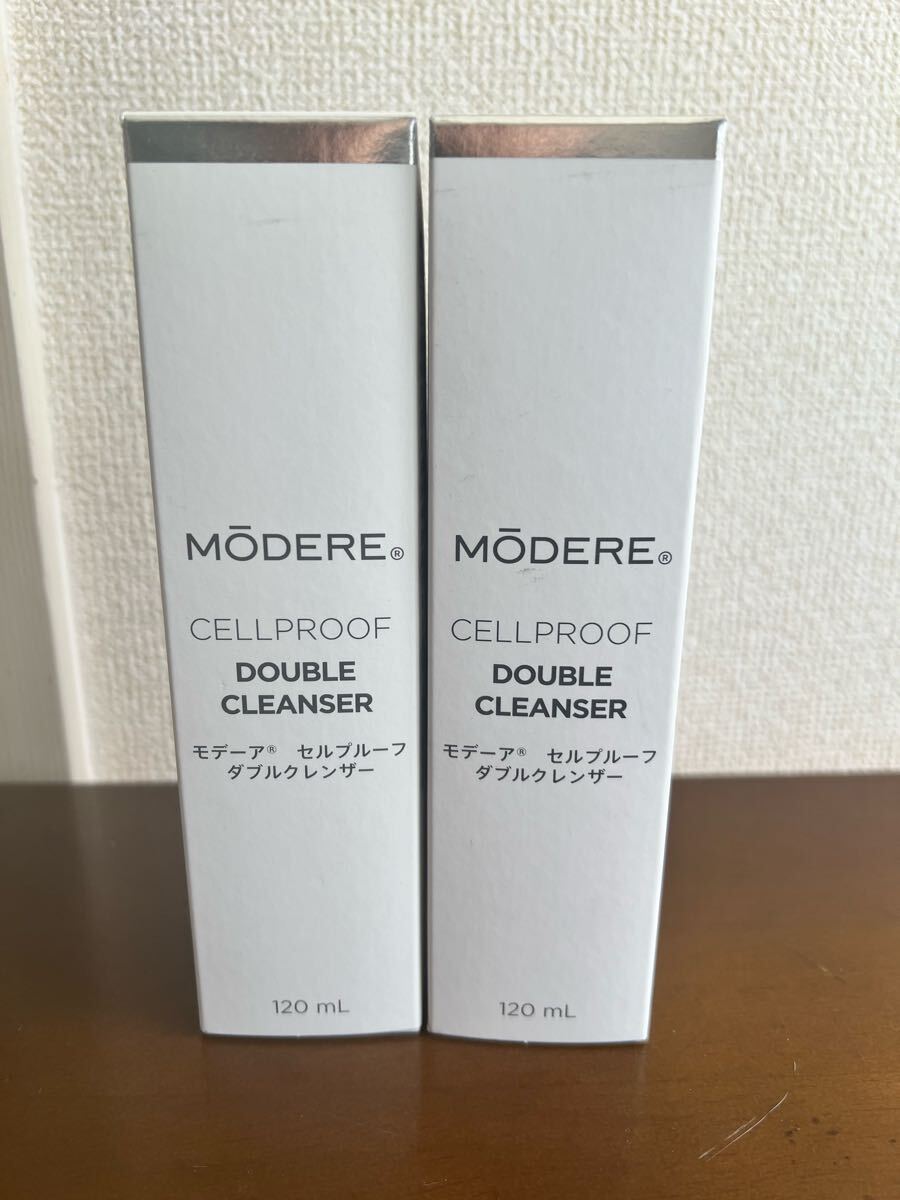 MōDERE®
CELLPROOF
DOUBLE
CLEANSER
モデーア® セルプルーフ
ダブルクレンザー
120 mL
MōDERE®
CELLPROOF
DOUBLE
CLEANSER
モデーア® セルプルーフ
ダブルクレンザー
120 mL